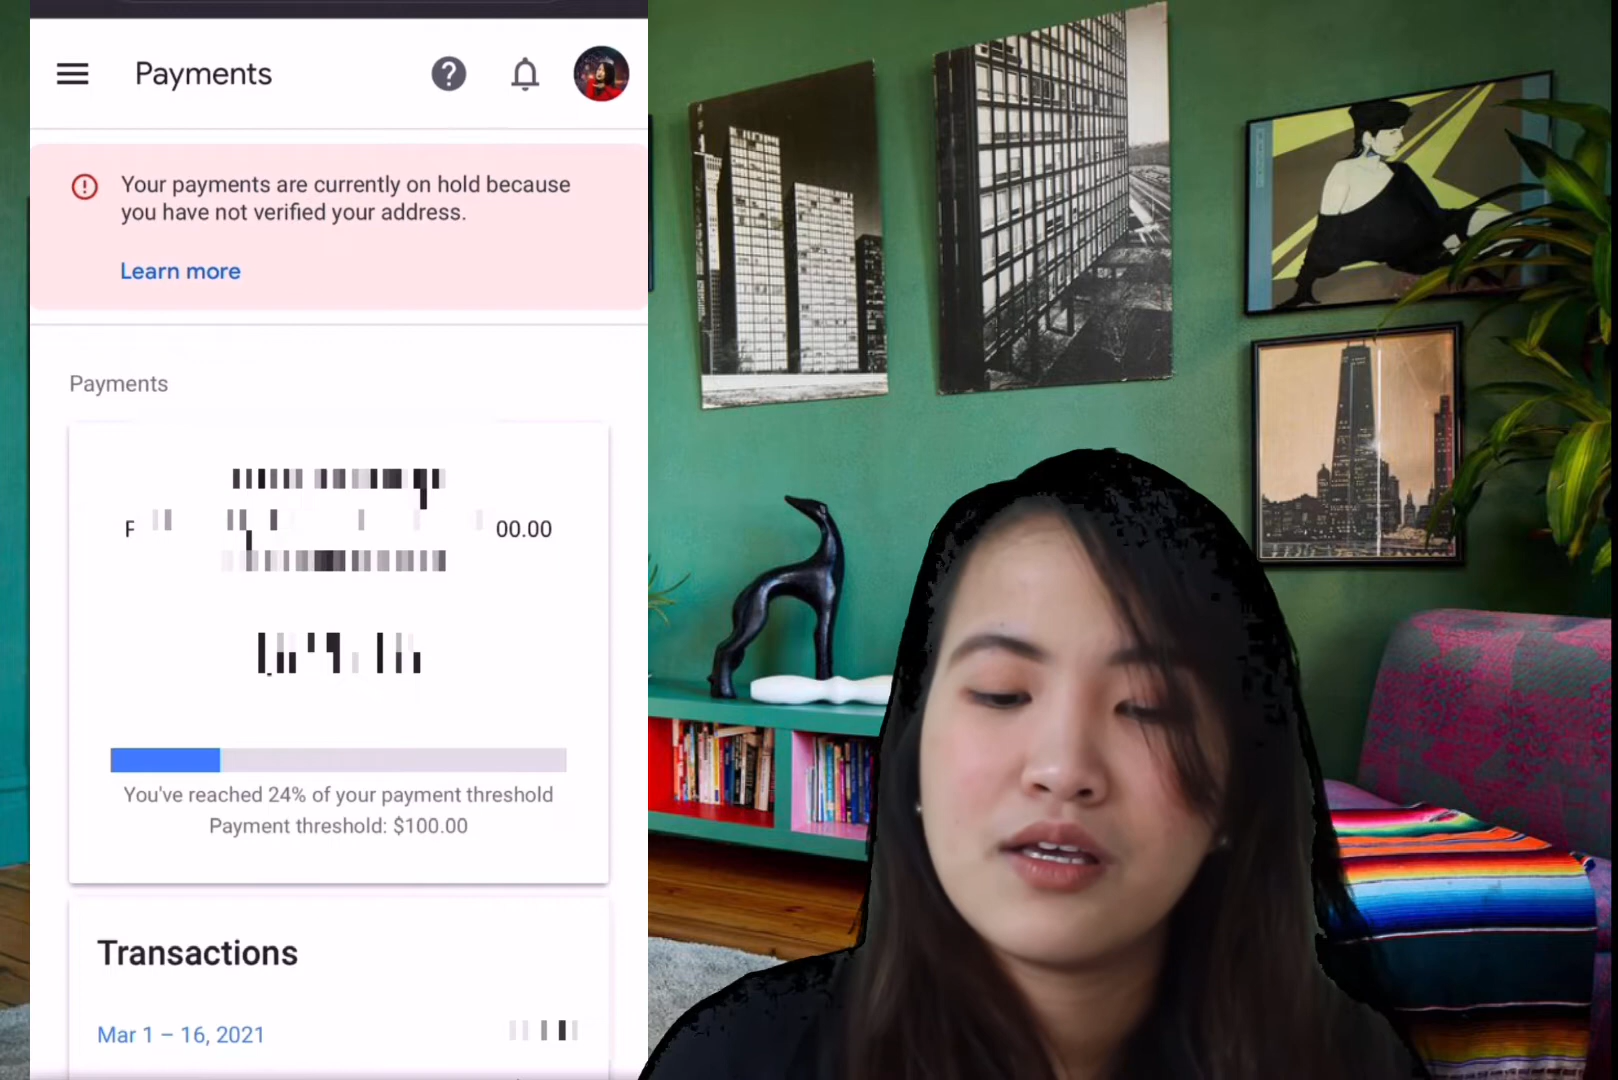 Payments
Your payments are currently on hold because
you have not verified your address.
Learn more
Payments
F
00.00
You've reached 24% of your payment threshold
Payment threshold: $100.00
Transactions
Mar 1 – 16, 2021